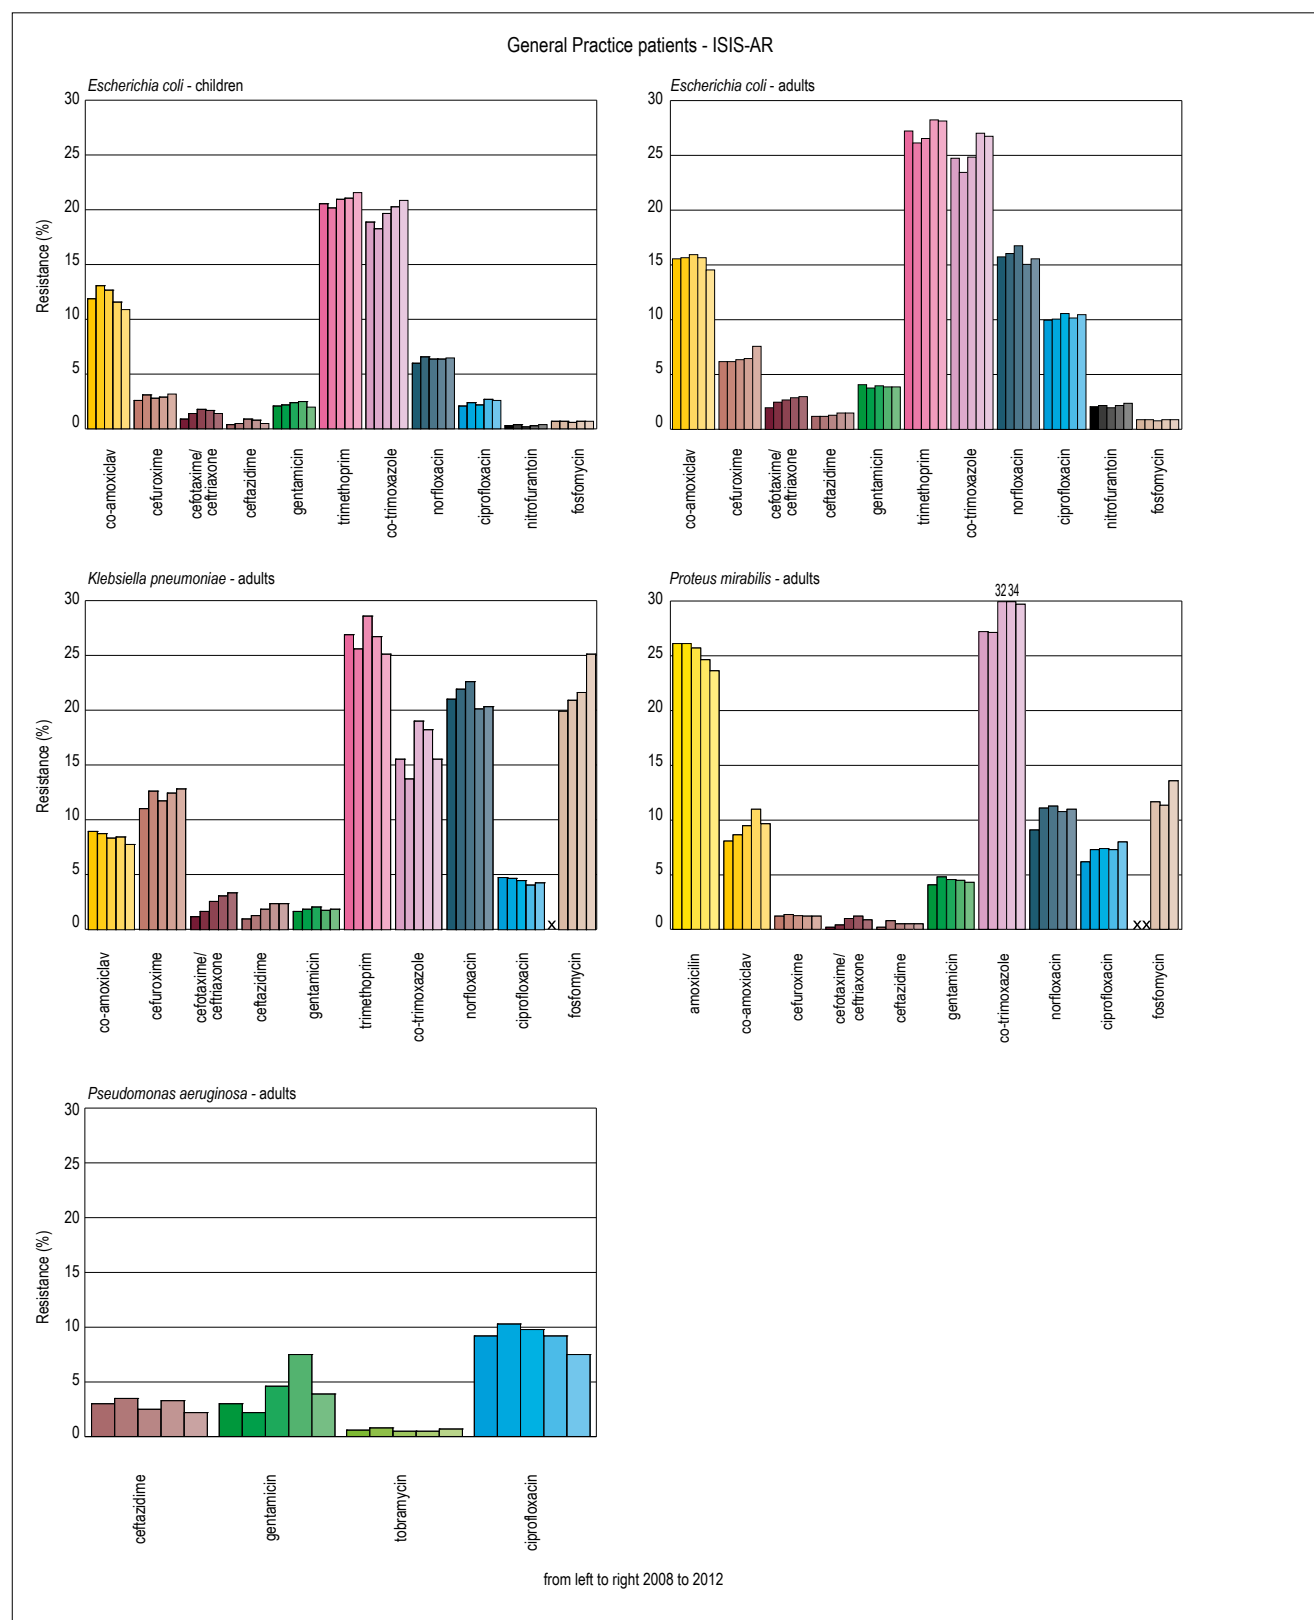 General Practice patients - ISIS-AR
Escherichia coli - children
30
25
20
15
10
5
0
Resistance (%)
co-amoxiclav
cefuroxime
cefotaxime/
ceftriaxone
ceftazidime
gentamicin
trimethoprim
co-trimoxazole
norfloxacin
ciprofloxacin
nitrofurantoin
fosfomycin
Escherichia coli - adults
30
25
20
15
10
5
0
co-amoxiclav
cefuroxime
cefotaxime/
ceftriaxone
ceftazidime
gentamicin
trimethoprim
co-trimoxazole
norfloxacin
ciprofloxacin
nitrofurantoin
fosfomycin
Klebsiella pneumoniae - adults
30
25
20
15
10
5
0
Resistance (%)
x
co-amoxiclav
cefuroxime
cefotaxime/
ceftriaxone
ceftazidime
gentamicin
trimethoprim
co-trimoxazole
norfloxacin
ciprofloxacin
fosfomycin
Proteus mirabilis - adults
32 34
30
25
20
15
10
5
0
xx
amoxicilin
co-amoxiclav
cefuroxime
cefotaxime/
ceftriaxone
ceftazidime
gentamicin
co-trimoxazole
norfloxacin
ciprofloxacin
fosfomycin
Pseudomonas aeruginosa - adults
30
25
20
15
10
5
0
Resistance (%)
ceftazidime
gentamicin
tobramycin
ciprofloxacin
from left to right 2008 to 2012